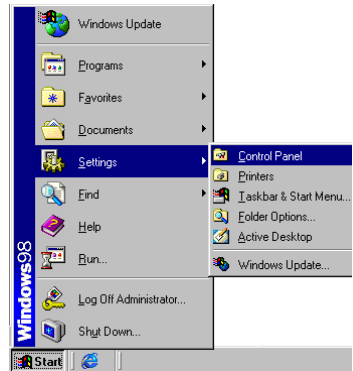 Windows Update
Programs
Favorites
Documents
Settings
Find
Help
Run...
Log Off Administrator...
Shut Down...
Control Panel
Printers
Taskbar & Start Menu...
Folder Options...
Active Desktop
Windows Update...
Windows98
Start